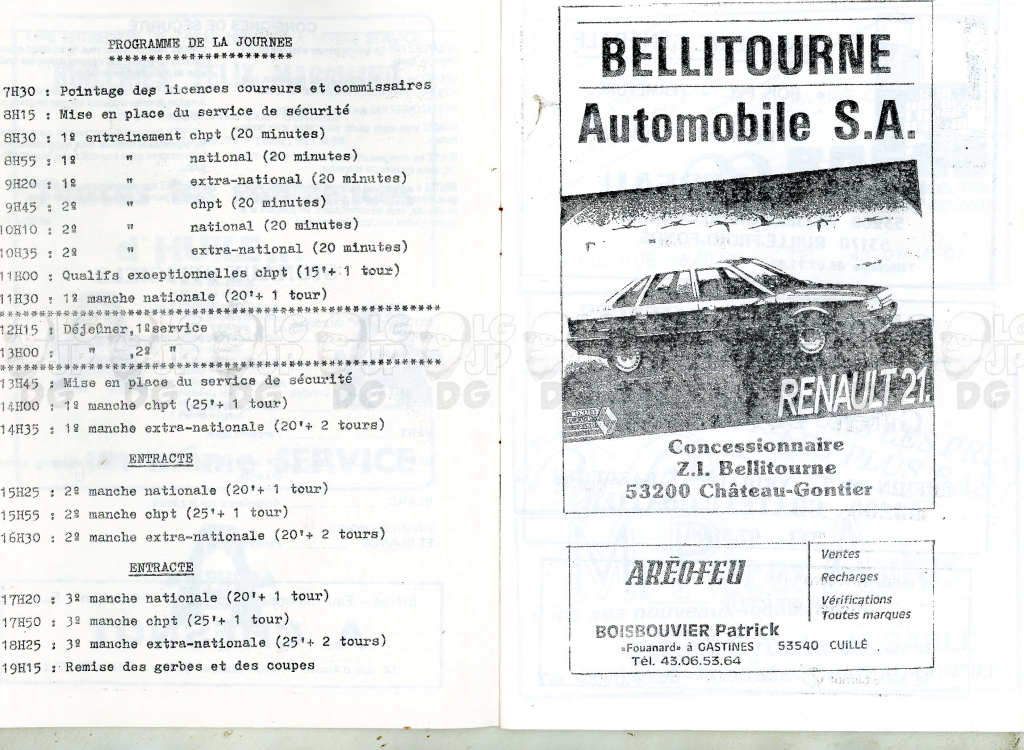 PROGRAMME DE LA JOURNEE
***********************
7H30 : Pointage des licences coureurs et commissaires
8H15 : Mise en place du service de sécurité
8H30 : 1º entrainement chpt (20 minutes)
8H55 : 1º " national (20 minutes)
9H20 : 1º " extra-national (20 minutes)
9H45 : 2º " chpt (20 minutes)
10H10 : 2º " national (20 minutes)
10H35 : 2º " extra-national (20 minutes)
11H00 : Qualifs exceptionnelles chpt (15'+ 1 tour)
11H30 : 1º manche nationale (20'+ 1 tour)
12H15 : Déjeûner,1ºservice
13H00 : " ,2º "
13H45 : Mise en place du service de sécurité
14H00 : 1º manche chpt (25'+ 1 tour)
14H35 : 1º manche extra-nationale (20'+ 2 tours)
ENTRACTE
15H25 : 2º manche nationale (20'+ 1 tour)
15H55 : 2º manche chpt (25'+ 1 tour)
16H30 : 2º manche extra-nationale (20'+ 2 tours)
ENTRACTE
17H20 : 3º manche nationale (20'+ 1 tour)
17H50 : 3º manche chpt (25'+ 1 tour)
18H25 : 3º manche extra-nationale (20'+ 2 tours)
19H15 : Remise des gerbes et des coupes
BELLITOURNE
Automobile S.A.
RENAULT 21.
Concessionnaire
Z.I. Bellitourne
53200 Château-Gontier
ARÉOFEU
Ventes
Recharges
Vérifications
Toutes marques
BOISBOUVIER Patrick
«Fouanard» à GASTINES 53540 CUILLÉ
Tél. 43.06.53.64
LG
JP
DG